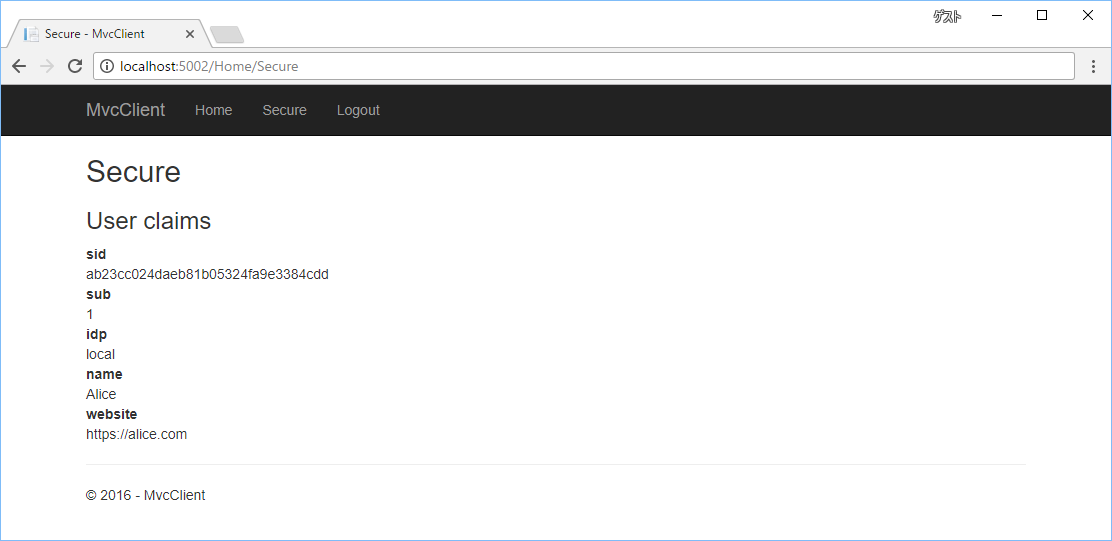 ゲスト
Secure - MvcClient
localhost:5002/Home/Secure
MvcClient Home Secure Logout
Secure
User claims
sid
ab23cc024daeb81b05324fa9e3384cdd
sub
1
idp
local
name
Alice
website
https://alice.com
© 2016 - MvcClient